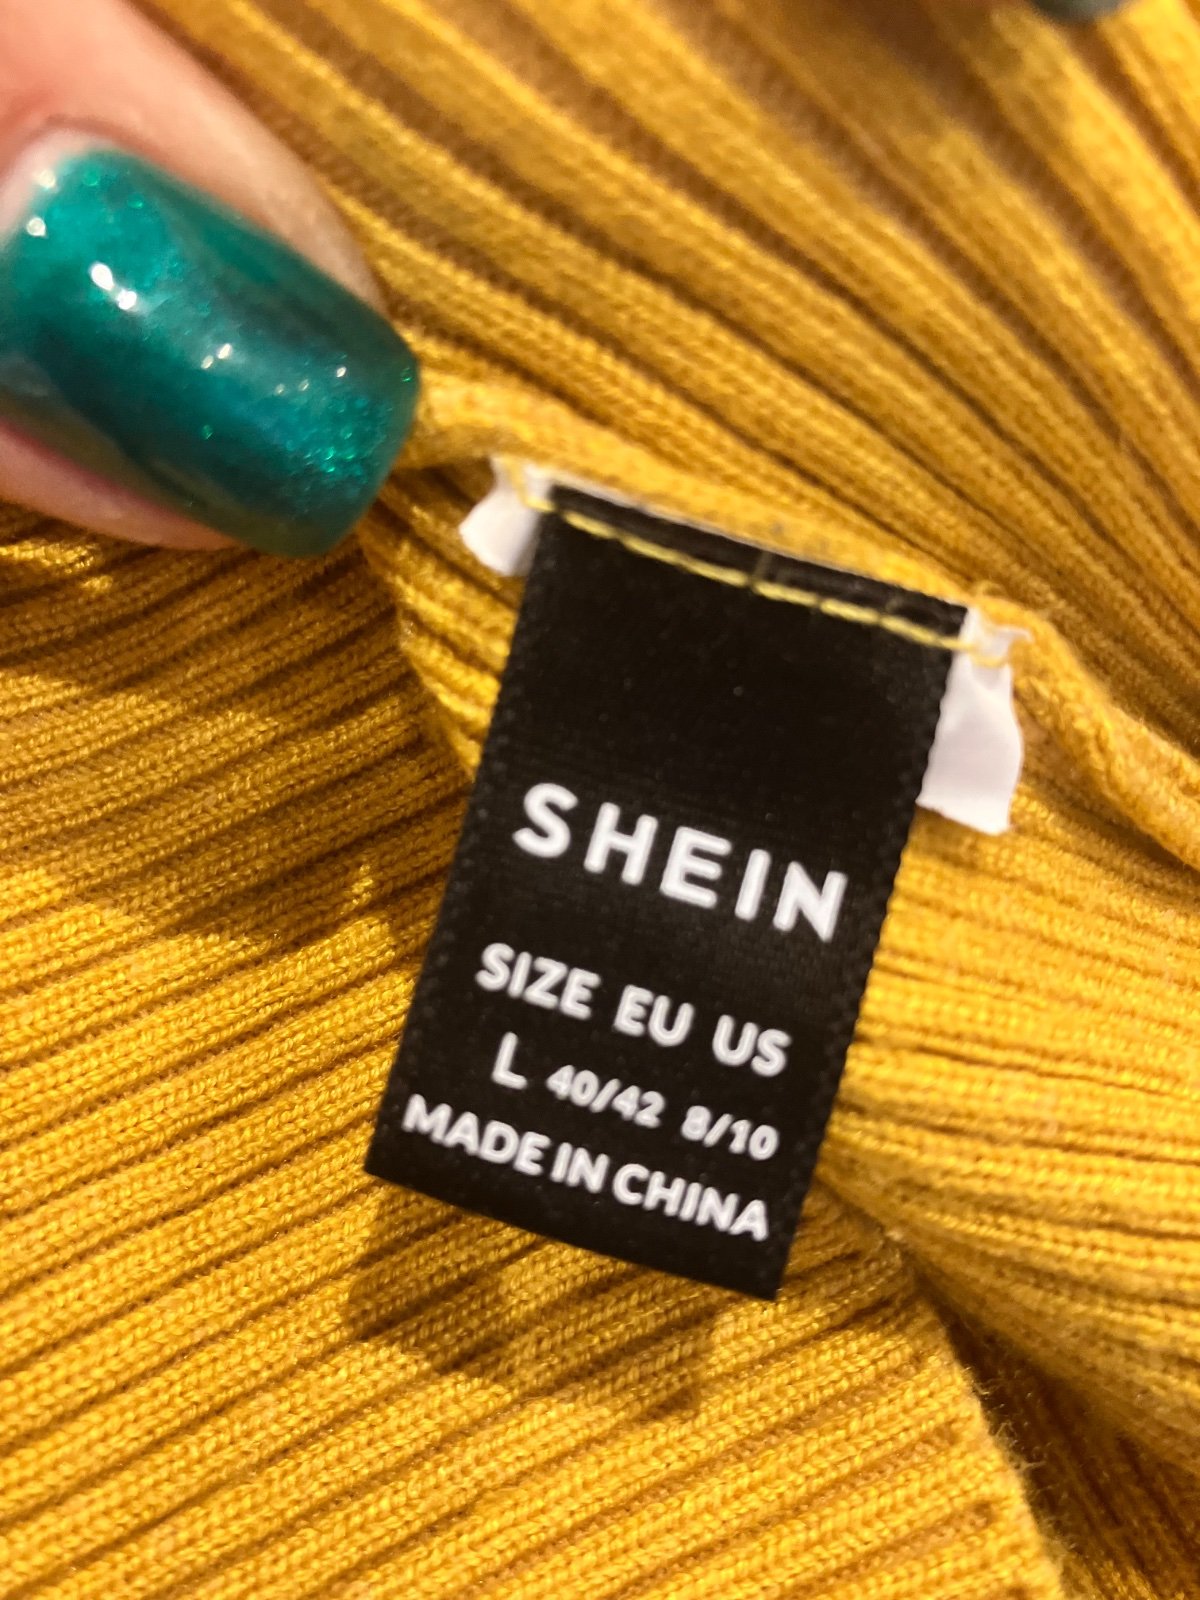 SHEIN
SIZE EU US
L 40/42 8/10
MADE IN CHINA